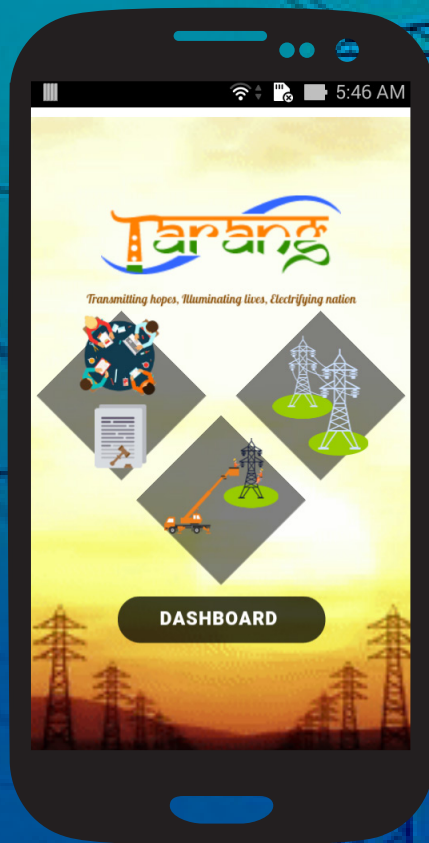 5:46 AM
Tarang
Transmitting hopes, Illuminating lives, Electrifying nation
DASHBOARD